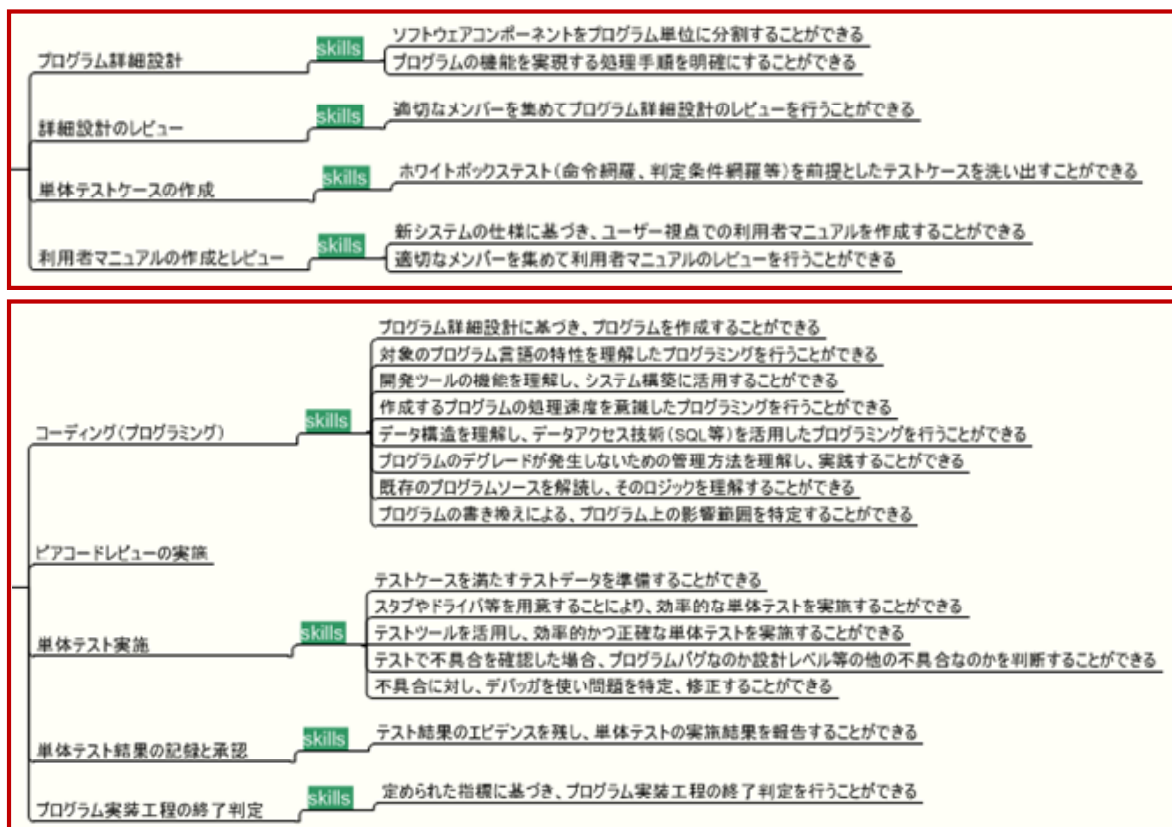 プログラム詳細設計
skills
ソフトウェアコンポーネントをプログラム単位に分割することができる
プログラムの機能を実現する処理手順を明確にすることができる
詳細設計のレビュー
skills
適切なメンバーを集めてプログラム詳細設計のレビューを行うことができる
単体テストケースの作成
skills
ホワイトボックステスト(命令網羅、判定条件網羅等)を前提としたテストケースを洗い出すことができる
利用者マニュアルの作成とレビュー
skills
新システムの仕様に基づき、ユーザー視点での利用者マニュアルを作成することができる
適切なメンバーを集めて利用者マニュアルのレビューを行うことができる
コーディング(プログラミング)
skills
プログラム詳細設計に基づき、プログラムを作成することができる
対象のプログラム言語の特性を理解したプログラミングを行うことができる
開発ツールの機能を理解し、システム構築に活用することができる
作成するプログラムの処理速度を意識したプログラミングを行うことができる
データ構造を理解し、データアクセス技術(SQL等)を活用したプログラミングを行うことができる
プログラムのデグレードが発生しないための管理方法を理解し、実践することができる
既存のプログラムソースを解読し、そのロジックを理解することができる
プログラムの書き換えによる、プログラム上の影響範囲を特定することができる
ピアコードレビューの実施
単体テスト実施
skills
テストケースを満たすテストデータを準備することができる
スタブやドライバ等を用意することにより、効率的な単体テストを実施することができる
テストツールを活用し、効率的かつ正確な単体テストを実施することができる
テストで不具合を確認した場合、プログラムバグなのか設計レベル等の他の不具合なのかを判断することができる
不具合に対し、デバッガを使い問題を特定、修正することができる
単体テスト結果の記録と承認
skills
テスト結果のエビデンスを残し、単体テストの実施結果を報告することができる
プログラム実装工程の終了判定
skills
定められた指標に基づき、プログラム実装工程の終了判定を行うことができる